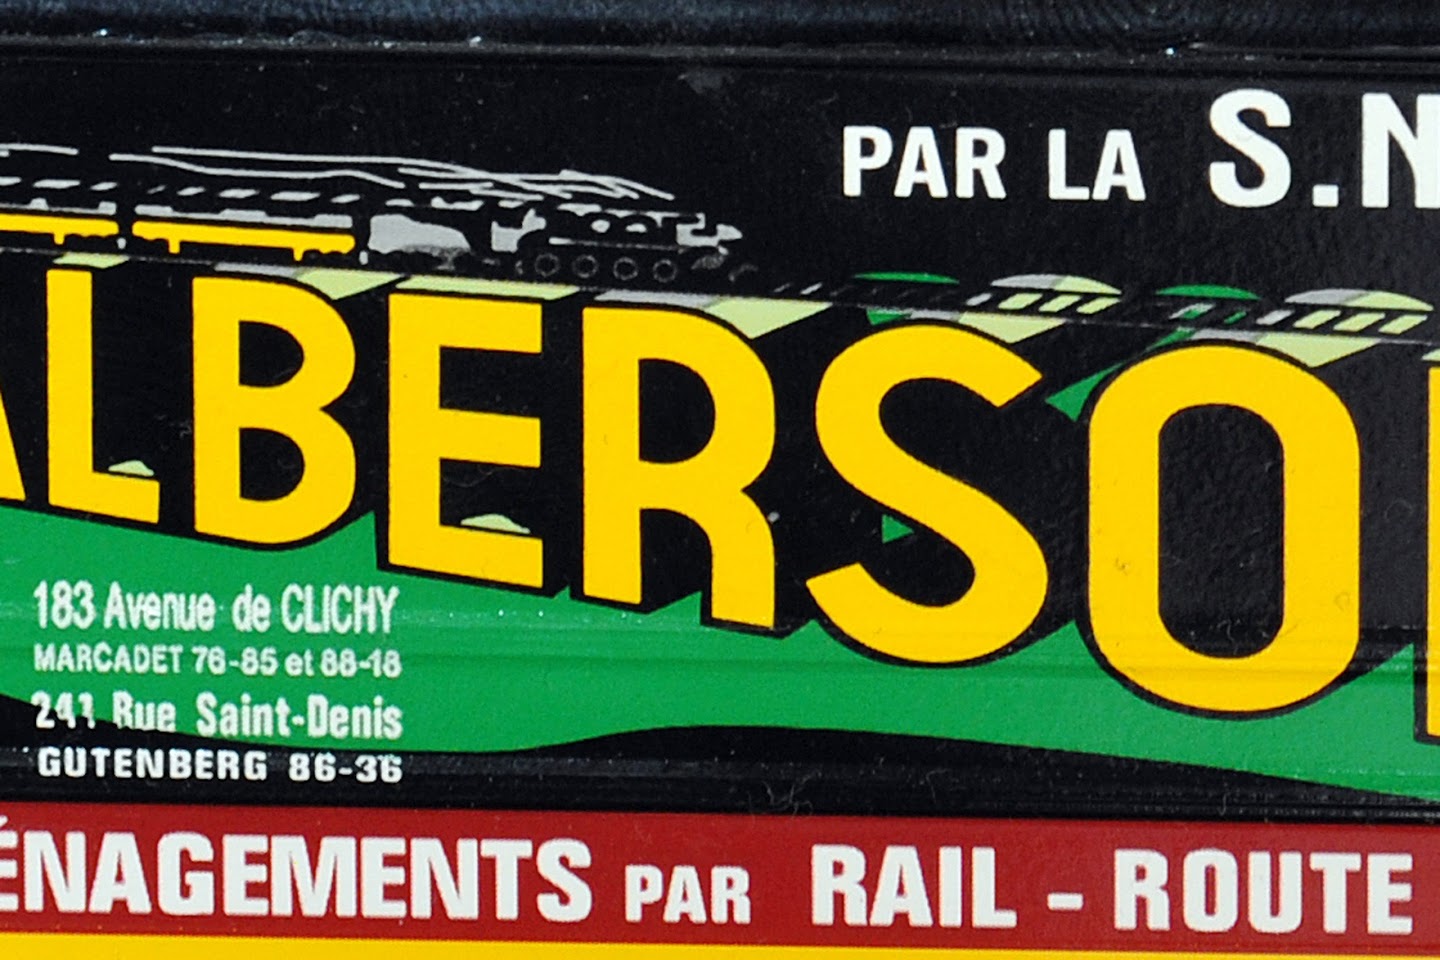 PAR LA S.N
ALBERSO
183 Avenue de CLICHY
MARCADET 76-85 et 88-18
241 Rue Saint-Denis
GUTENBERG 86-36
ÉNAGEMENTS PAR RAIL - ROUTE